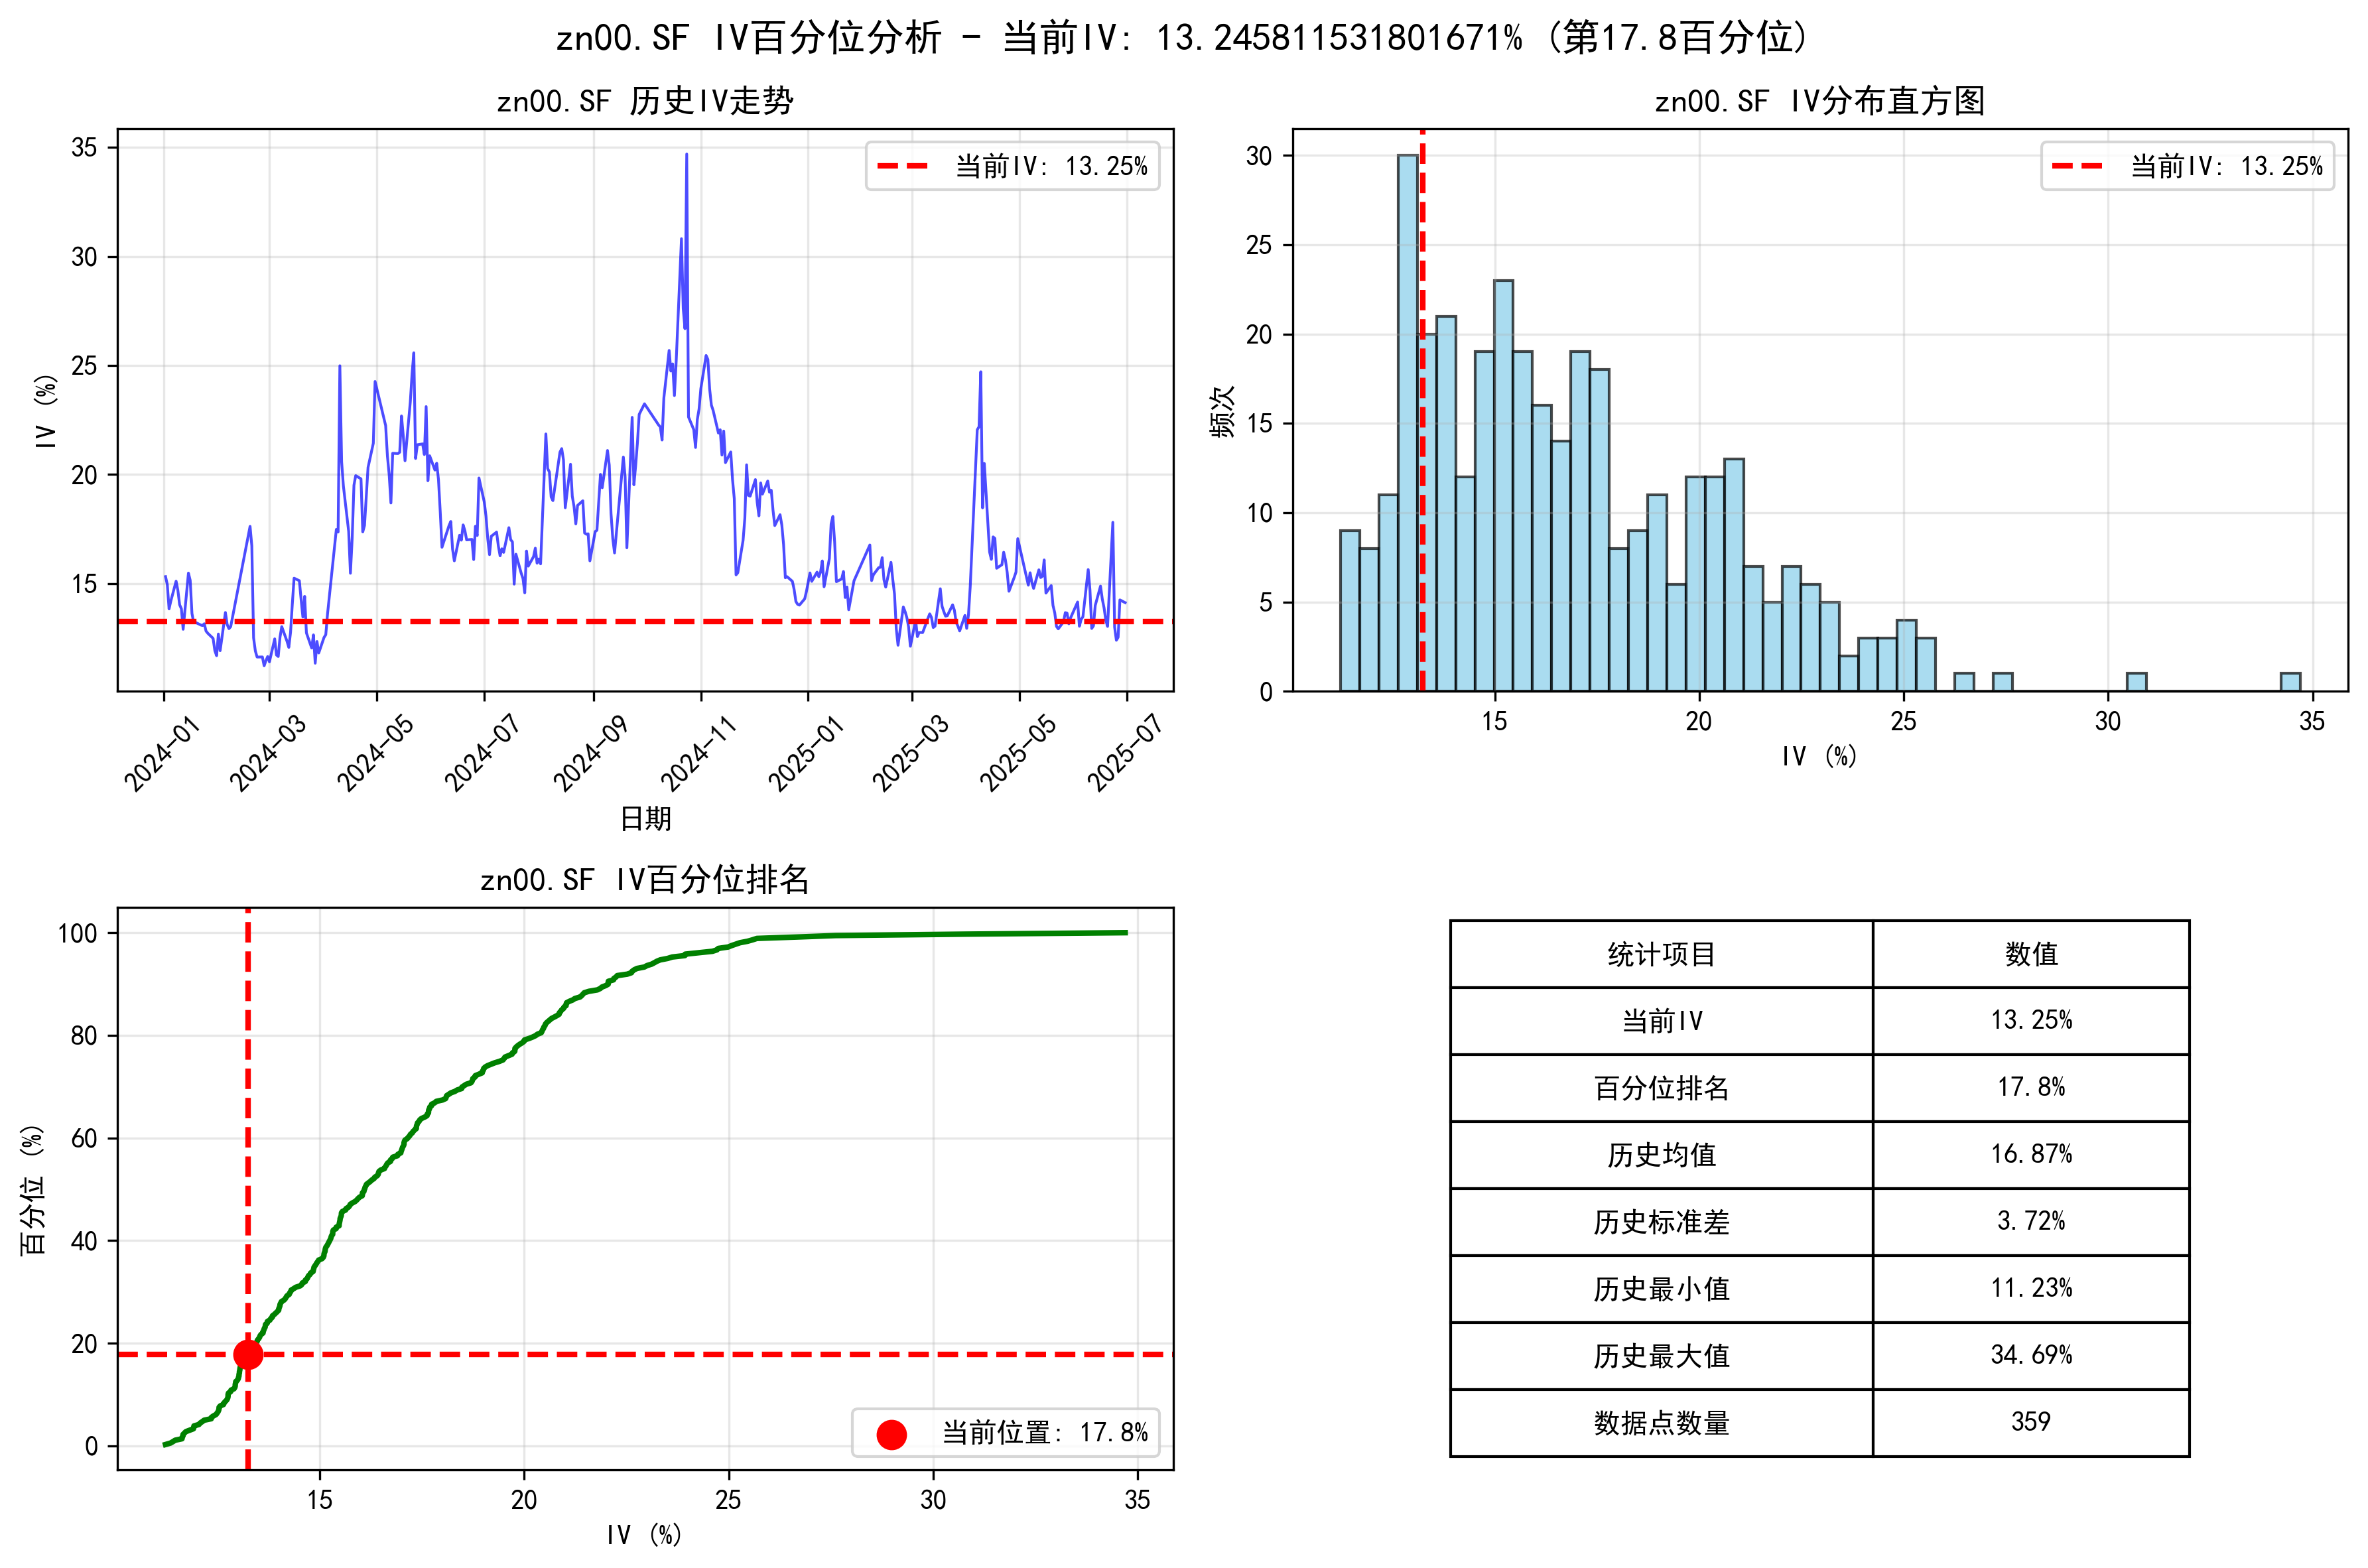 zn00.SF IV百分位分析 - 当前IV: 13.245811531801671% (第17.8百分位)
zn00.SF 历史IV走势
35
30
25
20
15
IV (%)
当前IV: 13.25%
2024-01
2024-03
2024-05
2024-07
2024-09
2024-11
2025-01
2025-03
2025-05
2025-07
日期
zn00.SF IV分布直方图
30
25
20
15
10
5
0
频次
当前IV: 13.25%
15
20
25
30
35
IV (%)
zn00.SF IV百分位排名
100
80
60
40
20
0
百分位 (%)
当前位置: 17.8%
15
20
25
30
35
IV (%)
统计项目 数值
当前IV 13.25%
百分位排名 17.8%
历史均值 16.87%
历史标准差 3.72%
历史最小值 11.23%
历史最大值 34.69%
数据点数量 359